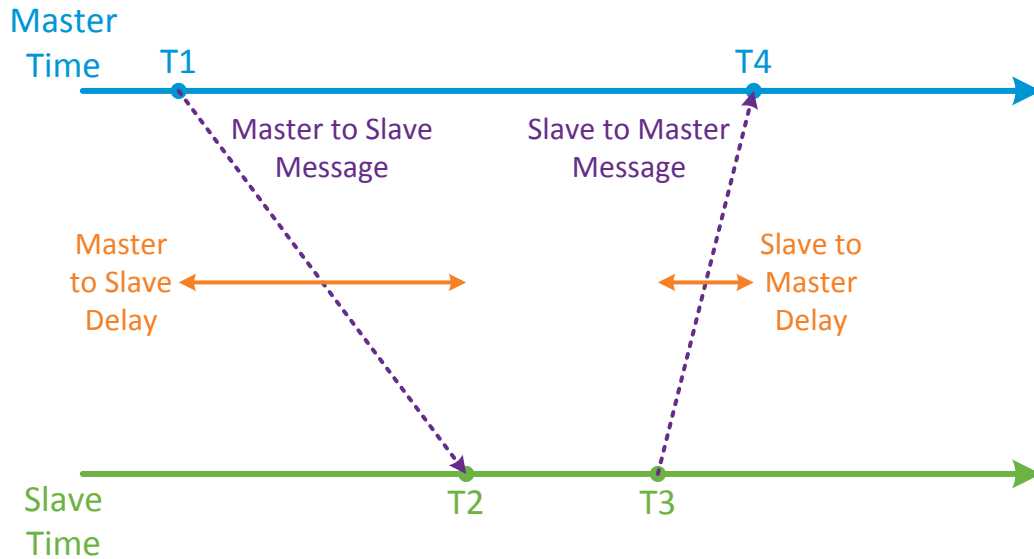 Master
Time
T1
T4
Master to Slave
Message
Slave to Master
Message
Master
to Slave
Delay
Slave to
Master
Delay
T2
T3
Slave
Time